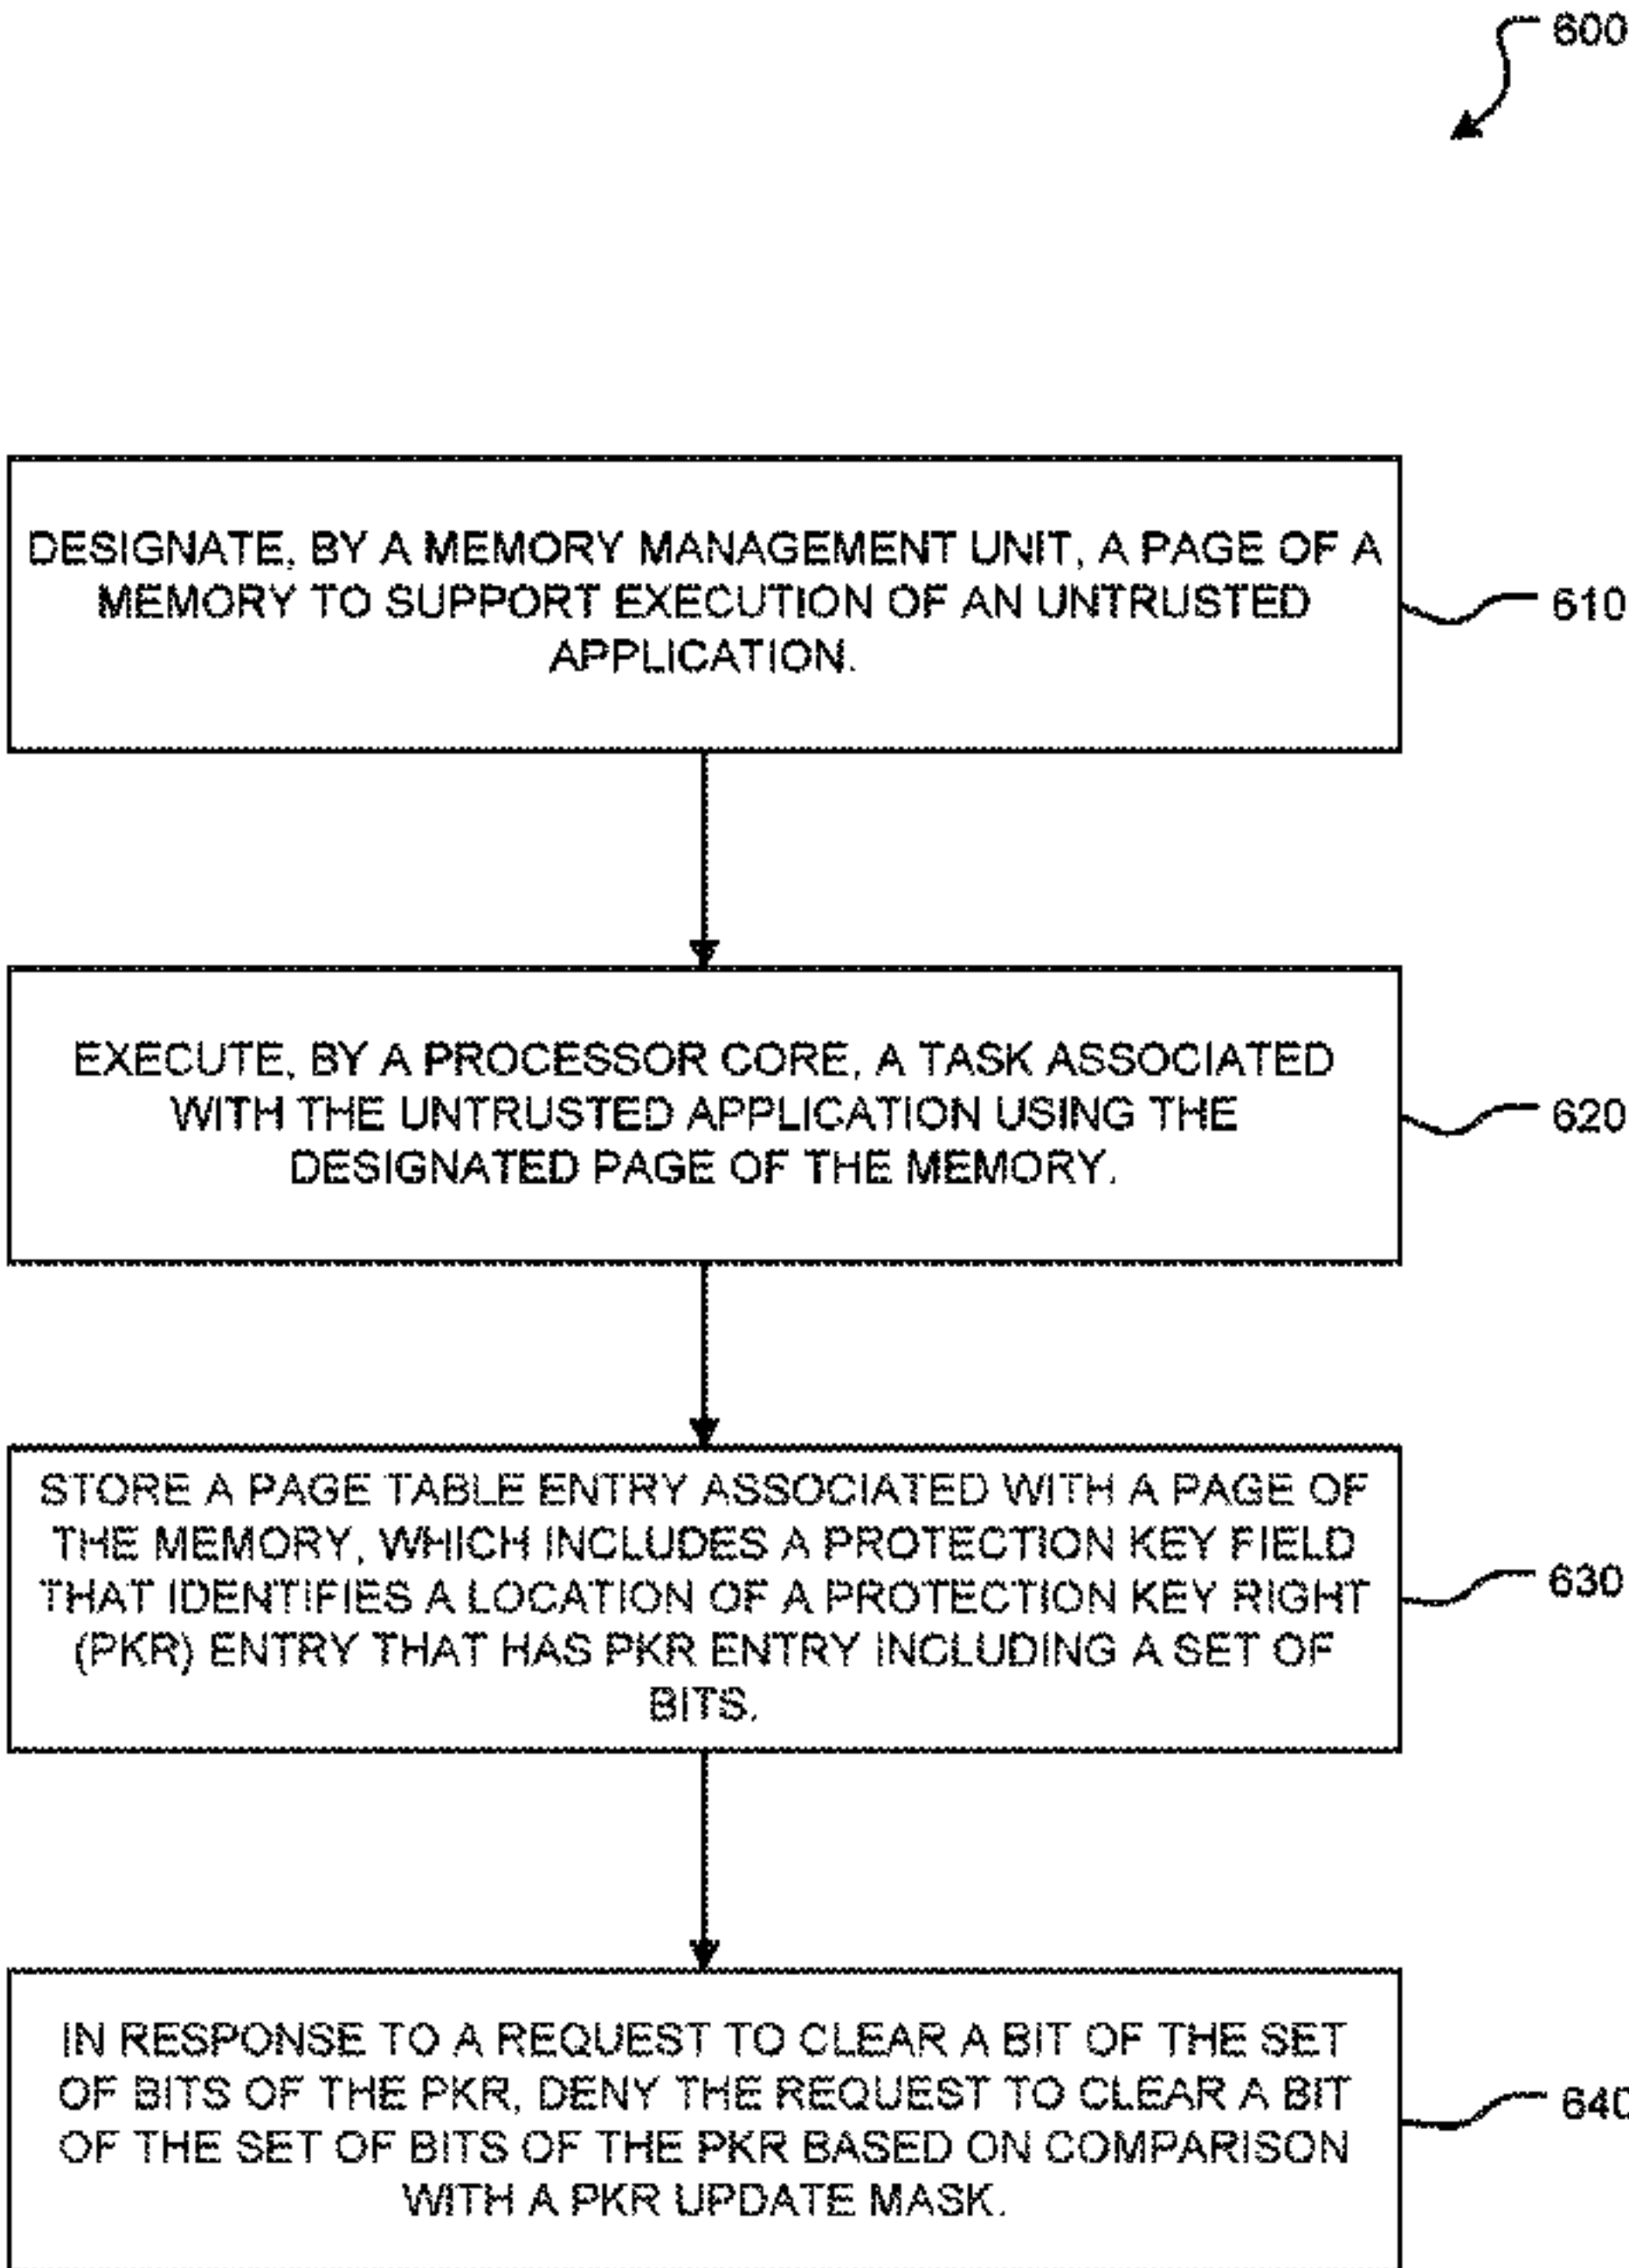 600
DESIGNATE, BY A MEMORY MANAGEMENT UNIT, A PAGE OF A
MEMORY TO SUPPORT EXECUTION OF AN UNTRUSTED
APPLICATION.
610
EXECUTE, BY A PROCESSOR CORE, A TASK ASSOCIATED
WITH THE UNTRUSTED APPLICATION USING THE
DESIGNATED PAGE OF THE MEMORY.
620
STORE A PAGE TABLE ENTRY ASSOCIATED WITH A PAGE OF
THE MEMORY, WHICH INCLUDES A PROTECTION KEY FIELD
THAT IDENTIFIES A LOCATION OF A PROTECTION KEY RIGHT
(PKR) ENTRY THAT HAS PKR ENTRY INCLUDING A SET OF
BITS.
630
IN RESPONSE TO A REQUEST TO CLEAR A BIT OF THE SET
OF BITS OF THE PKR, DENY THE REQUEST TO CLEAR A BIT
OF THE SET OF BITS OF THE PKR BASED ON COMPARISON
WITH A PKR UPDATE MASK.
640